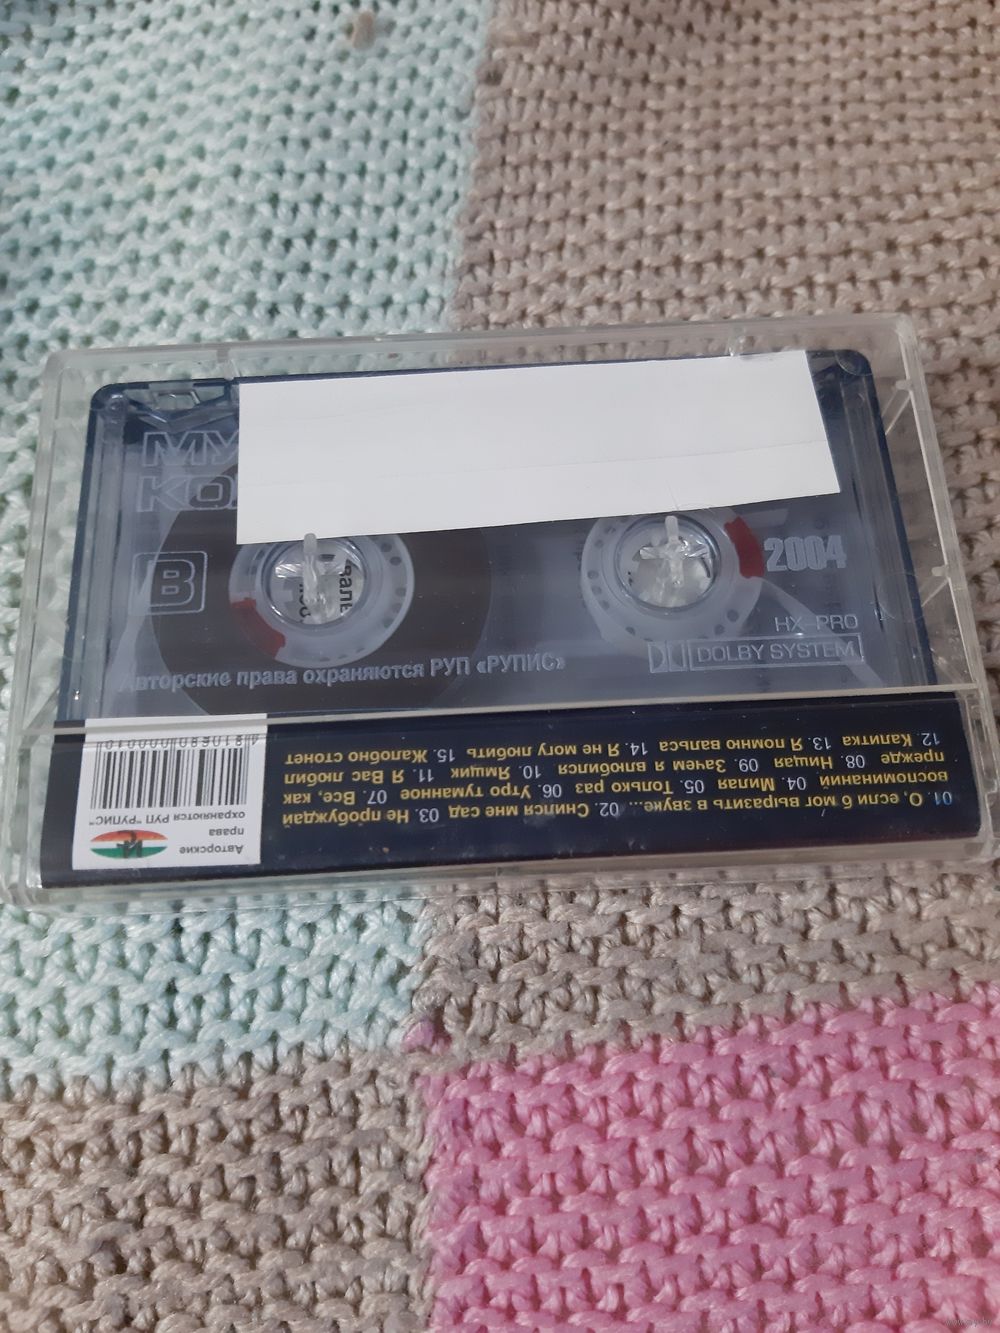 МУ
КОЛ
B
2004
HX-PRO
DOLBY SYSTEM
Авторские права охраняются РУП «РУПИС»
01. О, если б мог выразить в звуке... 02. Снился мне сад 03. Не пробуждай
воспоминаний 04. Милая 05. Только раз 06. Утро туманное 07. Все, как
прежде 08. Нищая 09. Зачем я влюбился 10. Ямщик 11. Я Вас любил
12. Калитка 13. Я помню вальса 14. Я не могу любить 15. Жалобно стонет
Авторские
права
охраняются РУП "РУПИС"